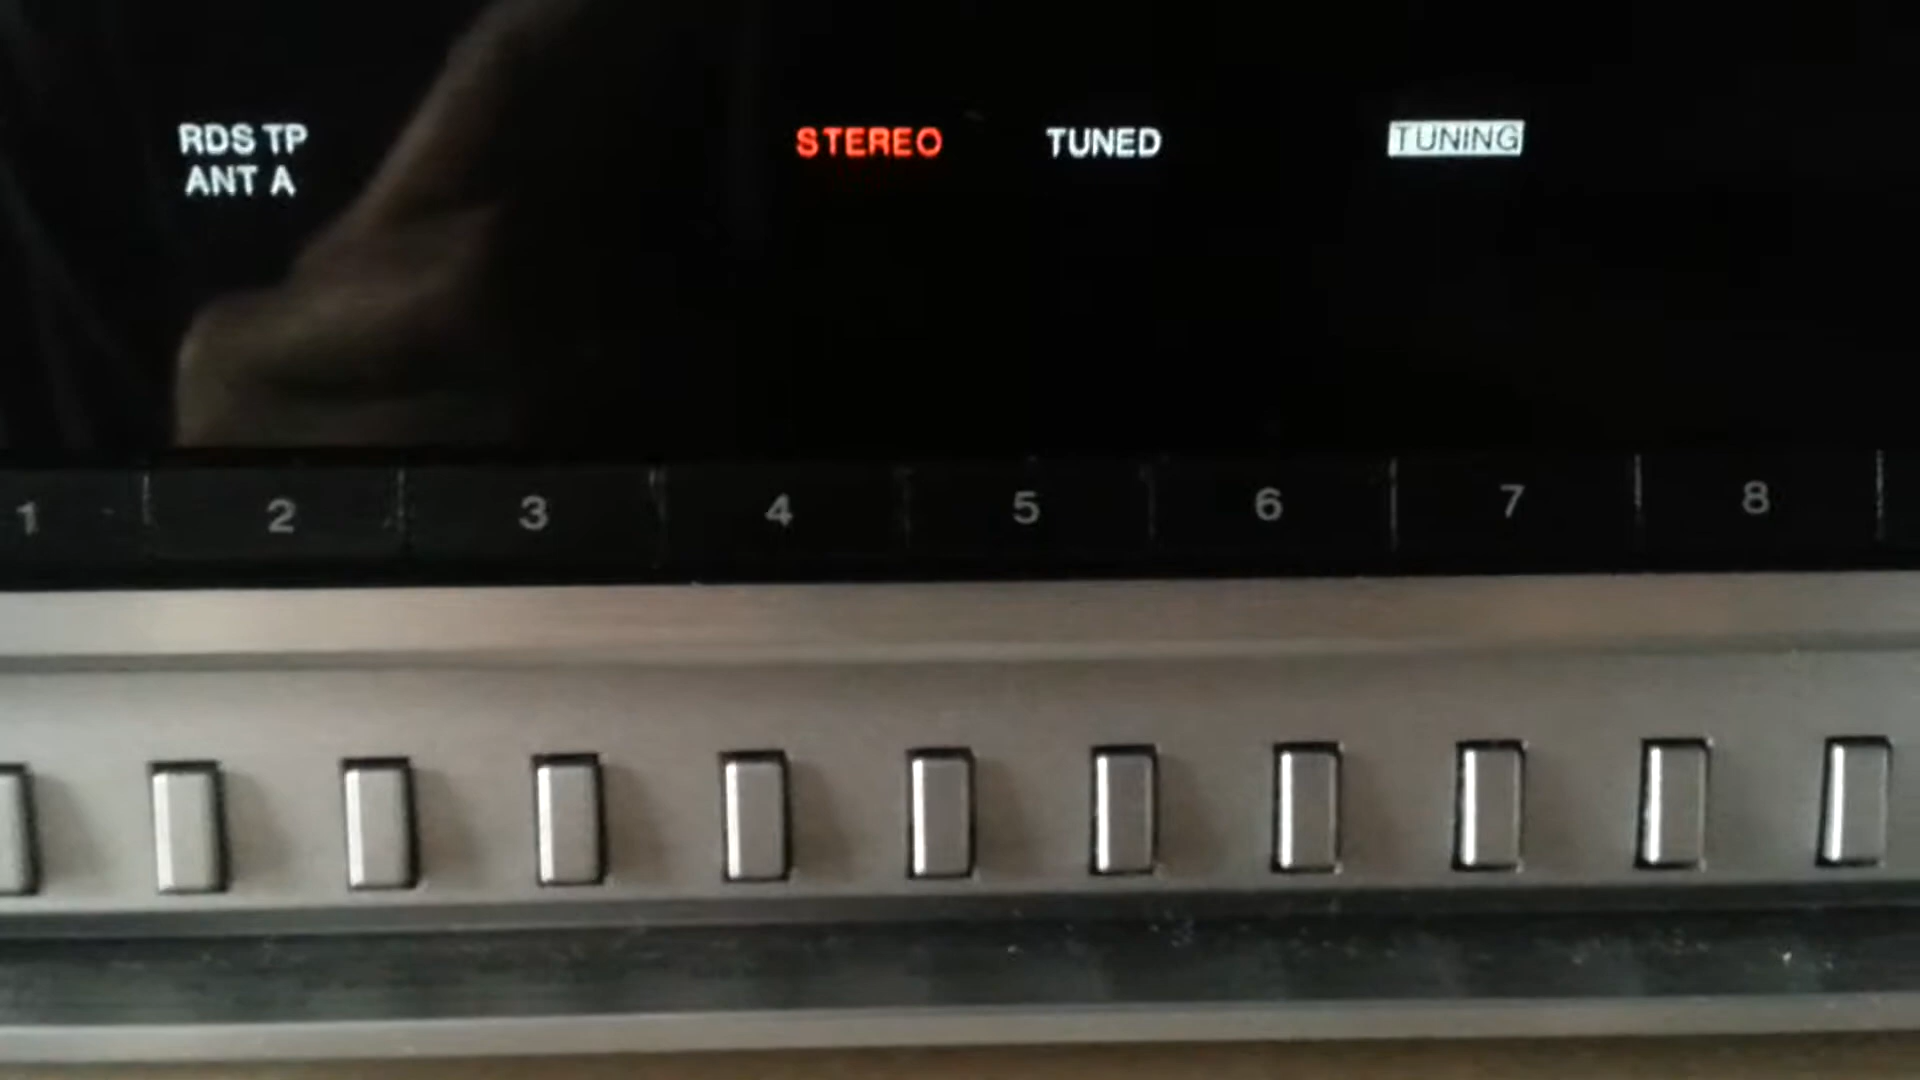 RDS TP
ANT A
STEREO
TUNED
TUNING
1 2 3 4 5 6 7 8